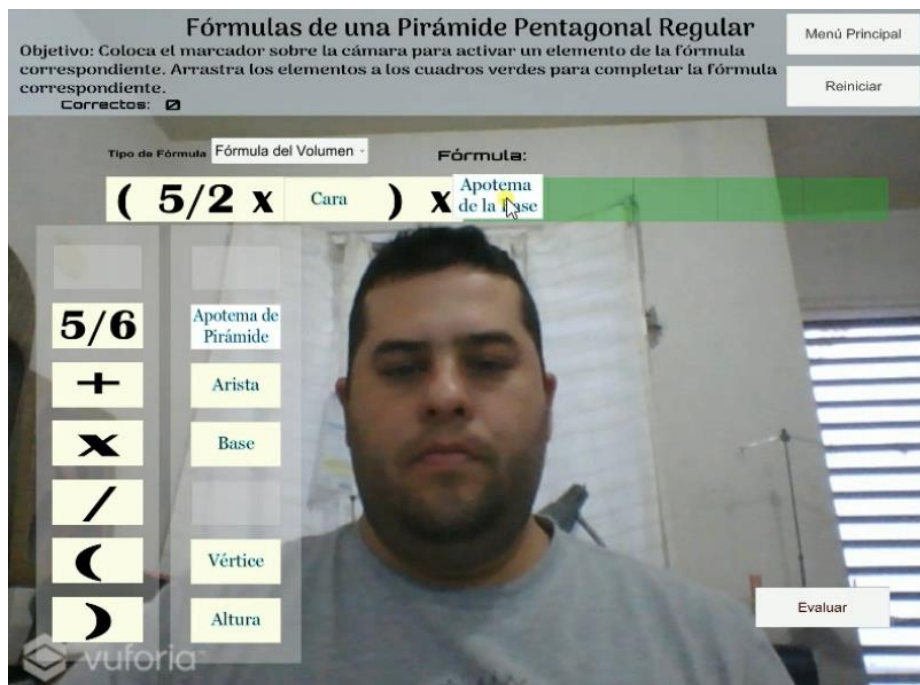 Fórmulas de una Pirámide Pentagonal Regular
Menú Principal
Objetivo: Coloca el marcador sobre la cámara para activar un elemento de la fórmula
correspondiente. Arrastra los elementos a los cuadros verdes para completar la fórmula
correspondiente.
Reiniciar
Correctos: 0
Tipo de Fórmula Fórmula del Volumen
Fórmula:
( 5/2 x Cara ) x Apotema
de la Base
5/6
Apotema de
Pirámide
+
Arista
x
Base
/
(
Vértice
)
Altura
Evaluar
vuforia